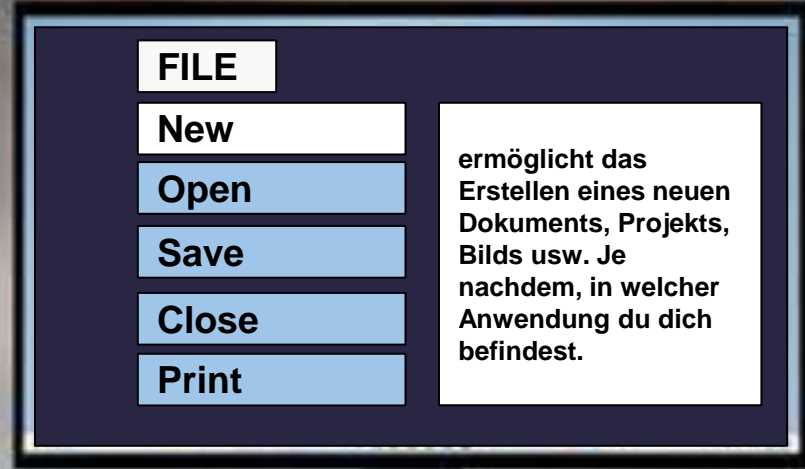 FILE
New
Open
Save
Close
Print
ermöglicht das
Erstellen eines neuen
Dokuments, Projekts,
Bilds usw. Je
nachdem, in welcher
Anwendung du dich
befindest.